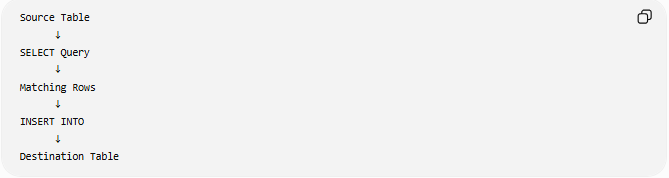 Source Table
↓
SELECT Query
↓
Matching Rows
↓
INSERT INTO
↓
Destination Table